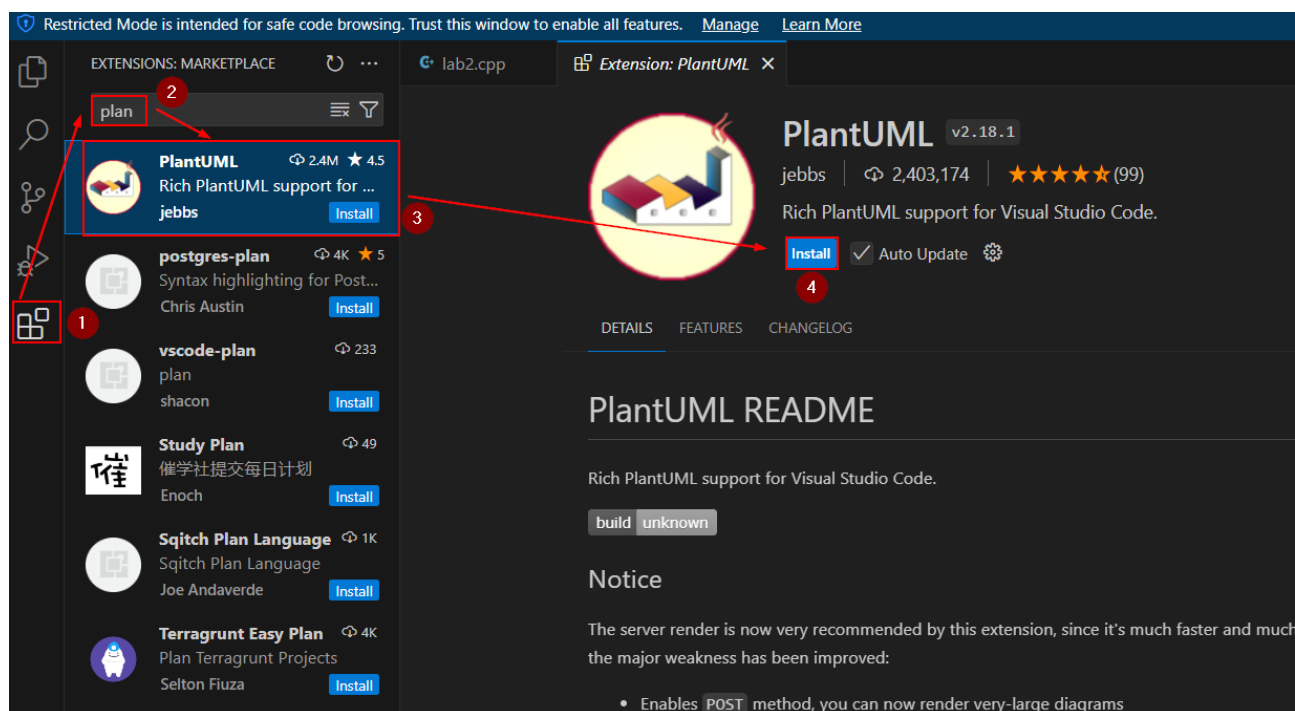 Restricted Mode is intended for safe code browsing. Trust this window to enable all features. Manage Learn More
EXTENSIONS: MARKETPLACE
plan
2
PlantUML 2.4M ★ 4.5
Rich PlantUML support for ...
jebbs Install
3
postgres-plan 4K ★ 5
Syntax highlighting for Post...
Chris Austin Install
1
vscode-plan 233
plan
shacon Install
Study Plan 49
催学社提交每日计划
Enoch Install
Sqitch Plan Language 1K
Sqitch Plan Language
Joe Andaverde Install
Terragrunt Easy Plan 4K
Plan Terragrunt Projects
Selton Fiuza Install
催
lab2.cpp
Extension: PlantUML
PlantUML v2.18.1
jebbs 2,403,174 ★★★★★ (99)
Rich PlantUML support for Visual Studio Code.
Install Auto Update
4
DETAILS FEATURES CHANGELOG
PlantUML README
Rich PlantUML support for Visual Studio Code.
build unknown
Notice
The server render is now very recommended by this extension, since it's much faster and much
the major weakness has been improved:
• Enables POST method, you can now render very-large diagrams